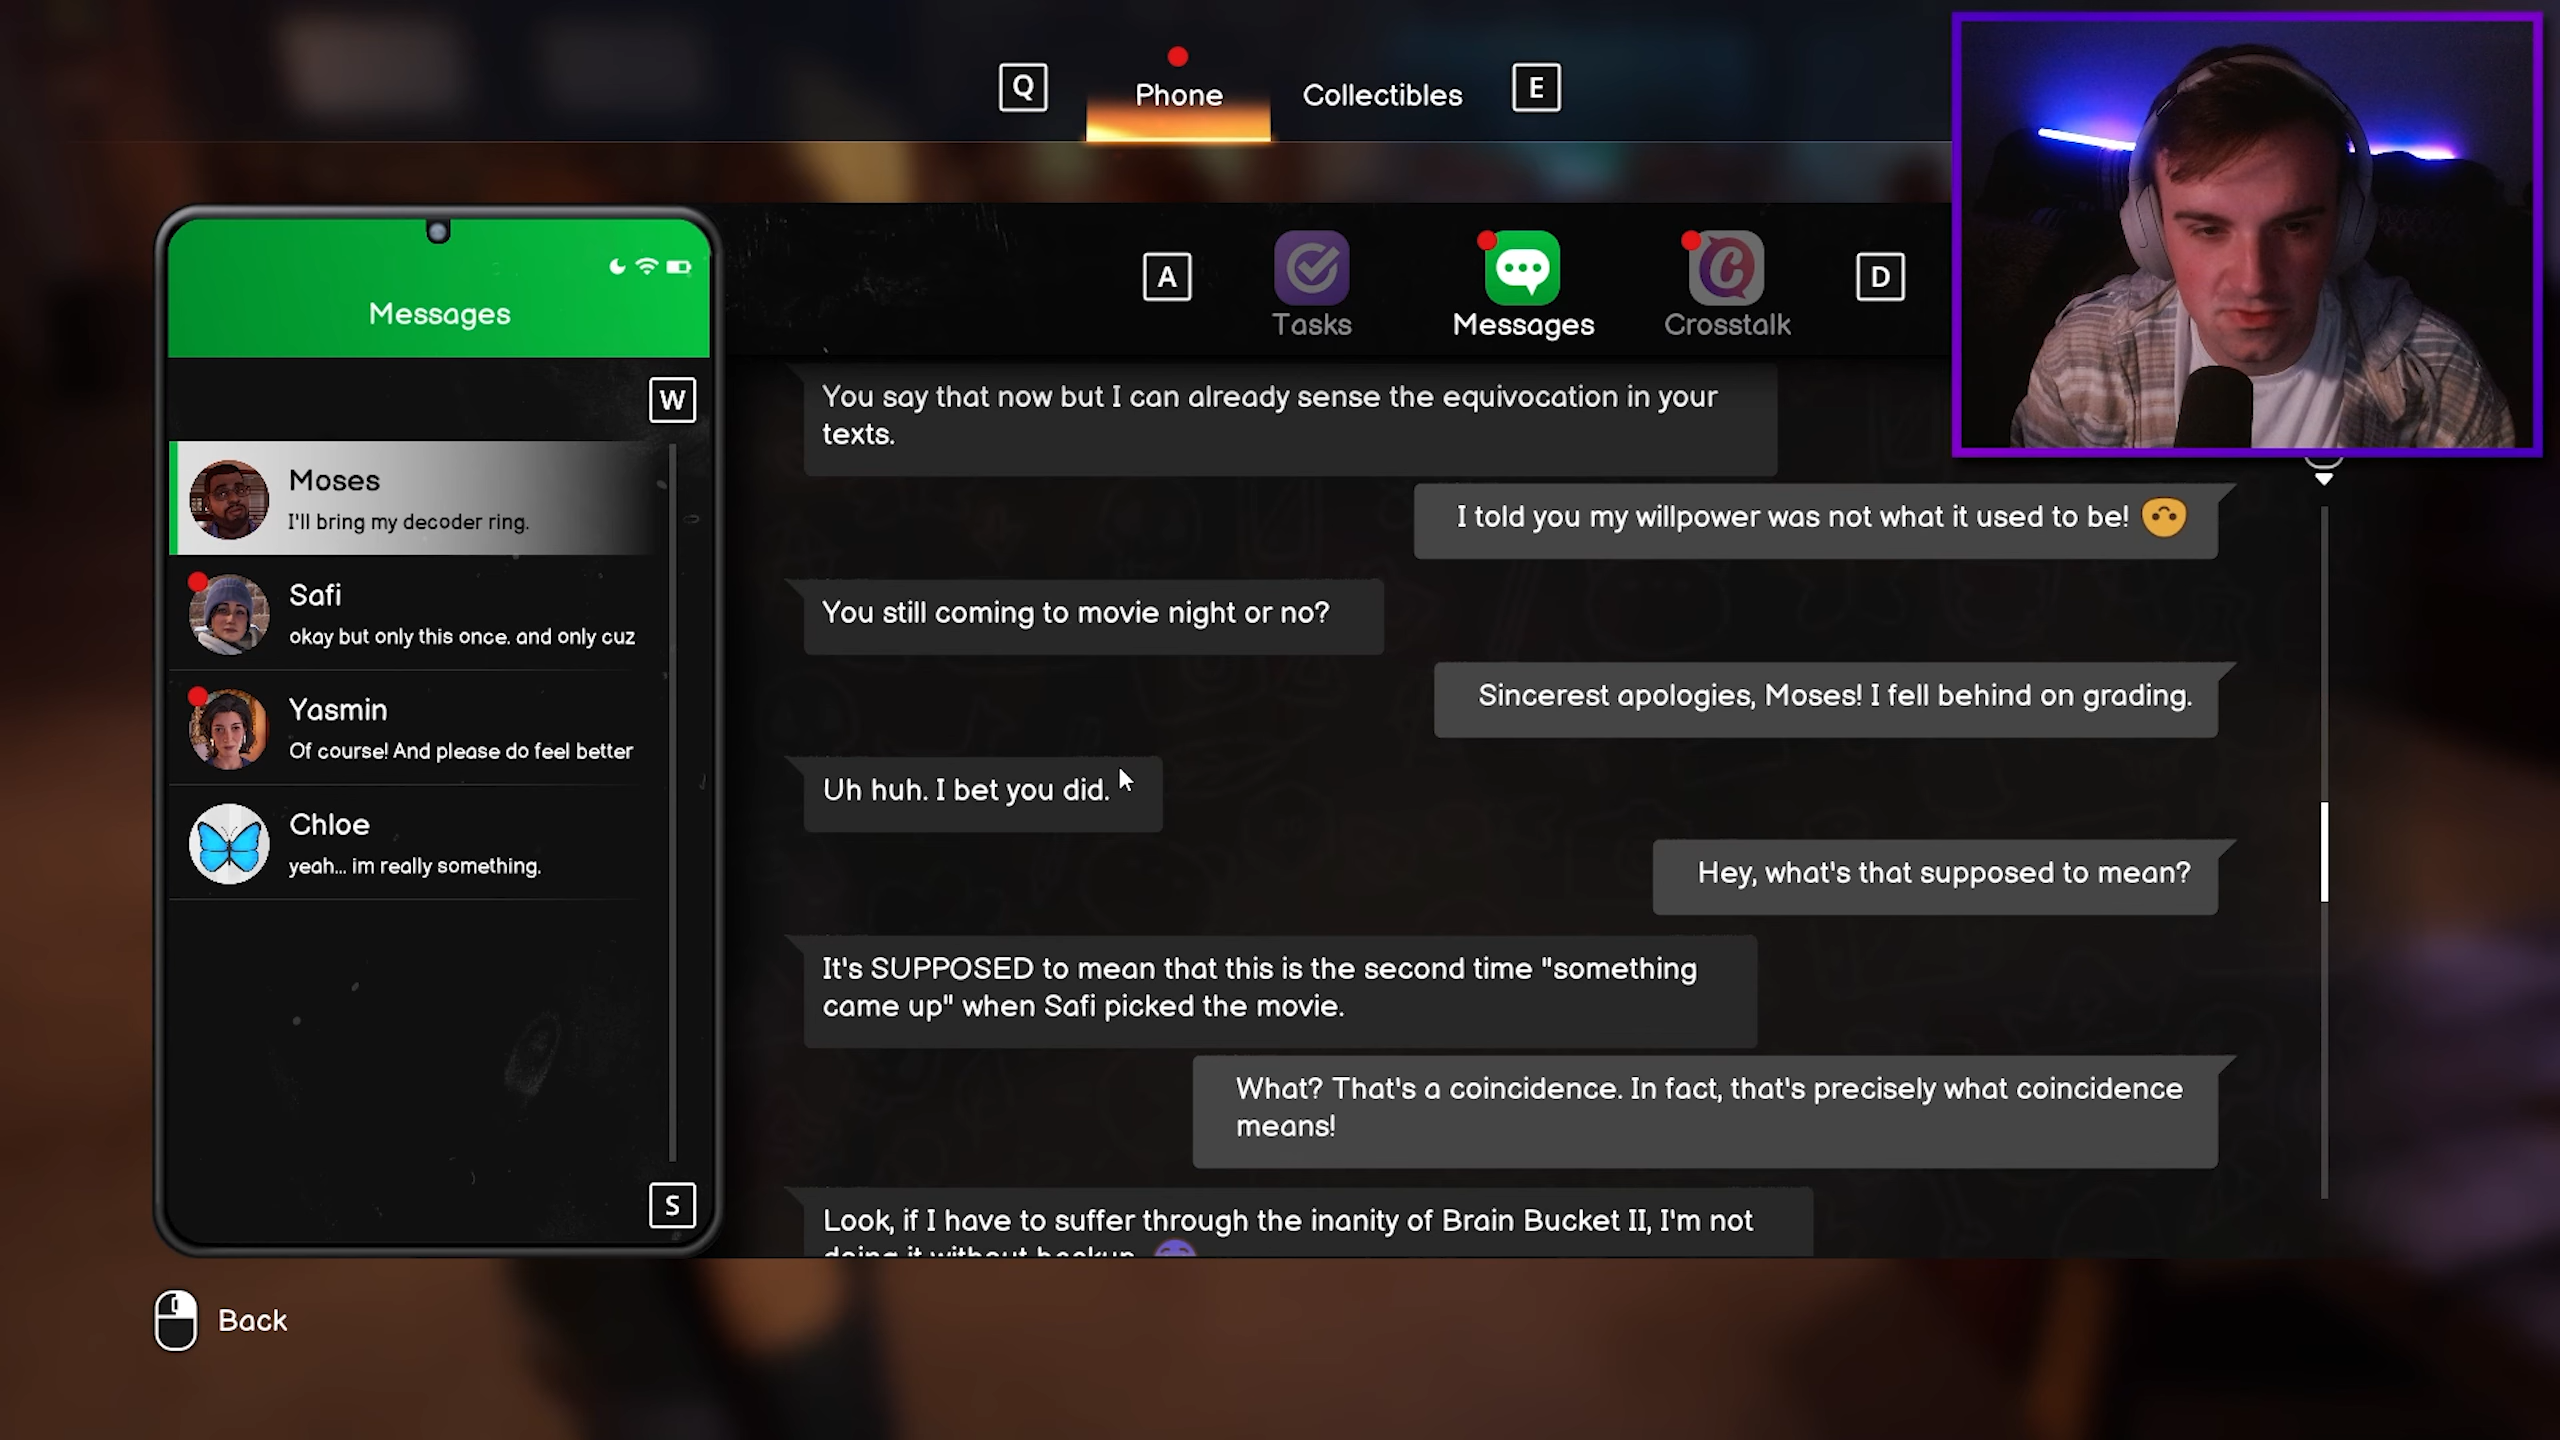 Q
Phone
Collectibles
E
Messages
W
Moses
I'll bring my decoder ring.
Safi
okay but only this once. and only cuz
Yasmin
Of course! And please do feel better
Chloe
yeah... im really something.
S
A
Tasks
Messages
Crosstalk
D
You say that now but I can already sense the equivocation in your
texts.
I told you my willpower was not what it used to be!
You still coming to movie night or no?
Sincerest apologies, Moses! I fell behind on grading.
Uh huh. I bet you did.
Hey, what's that supposed to mean?
It's SUPPOSED to mean that this is the second time "something
came up" when Safi picked the movie.
What? That's a coincidence. In fact, that's precisely what coincidence
means!
Look, if I have to suffer through the inanity of Brain Bucket II, I'm not
doing it without backup.
Back